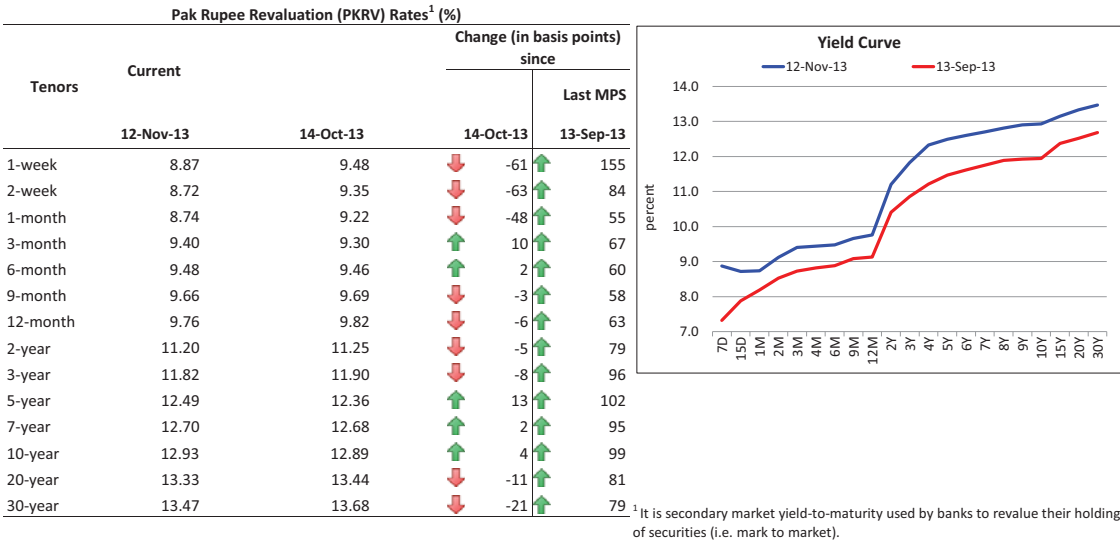 Pak Rupee Revaluation (PKRV) Rates1 (%)
Tenors
Current
Change (in basis points) since
Last MPS
12-Nov-13 14-Oct-13 14-Oct-13 13-Sep-13
1-week 8.87 9.48 -61 155
2-week 8.72 9.35 -63 84
1-month 8.74 9.22 -48 55
3-month 9.40 9.30 10 67
6-month 9.48 9.46 2 60
9-month 9.66 9.69 -3 58
12-month 9.76 9.82 -6 63
2-year 11.20 11.25 -5 79
3-year 11.82 11.90 -8 96
5-year 12.49 12.36 13 102
7-year 12.70 12.68 2 95
10-year 12.93 12.89 4 99
20-year 13.33 13.44 -11 81
30-year 13.47 13.68 -21 79
Yield Curve
12-Nov-13 13-Sep-13
percent
14.0
13.0
12.0
11.0
10.0
9.0
8.0
7.0
7D 15D 1M 2M 3M 4M 6M 9M 12M 2Y 3Y 4Y 5Y 6Y 7Y 8Y 9Y 10Y 15Y 20Y 30Y
1 It is secondary market yield-to-maturity used by banks to revalue their holding
of securities (i.e. mark to market).